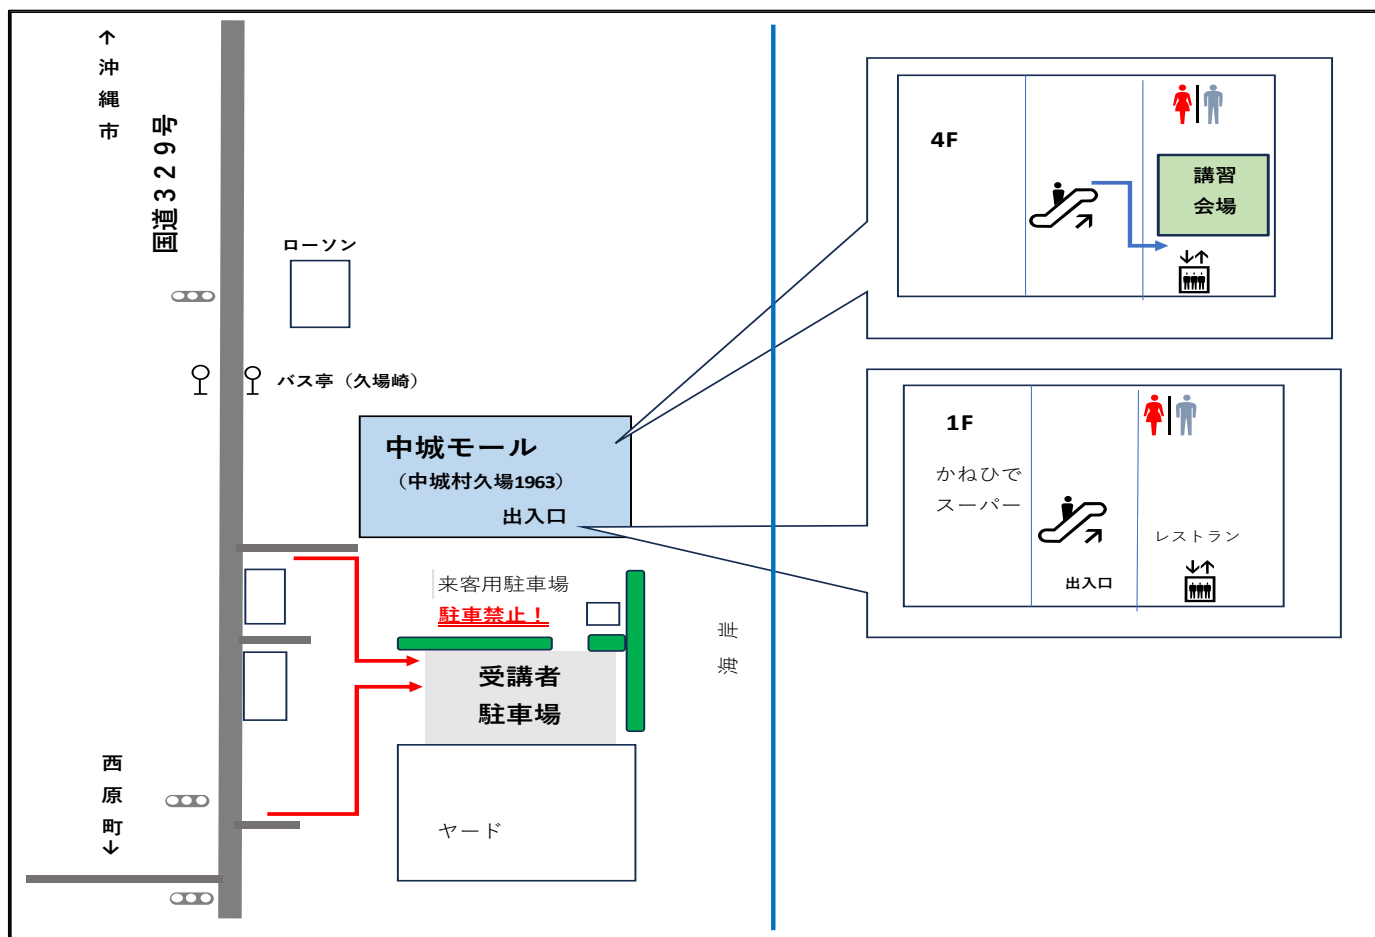 ↑沖縄市
国道３２９号
ローソン
バス亭（久場崎）
中城モール
（中城村久場1963）
出入口
来客用駐車場
駐車禁止！
受講者
駐車場
ヤード
西原町↓
海岸
4F
講習
会場
1F
かねひで
スーパー
レストラン
出入口